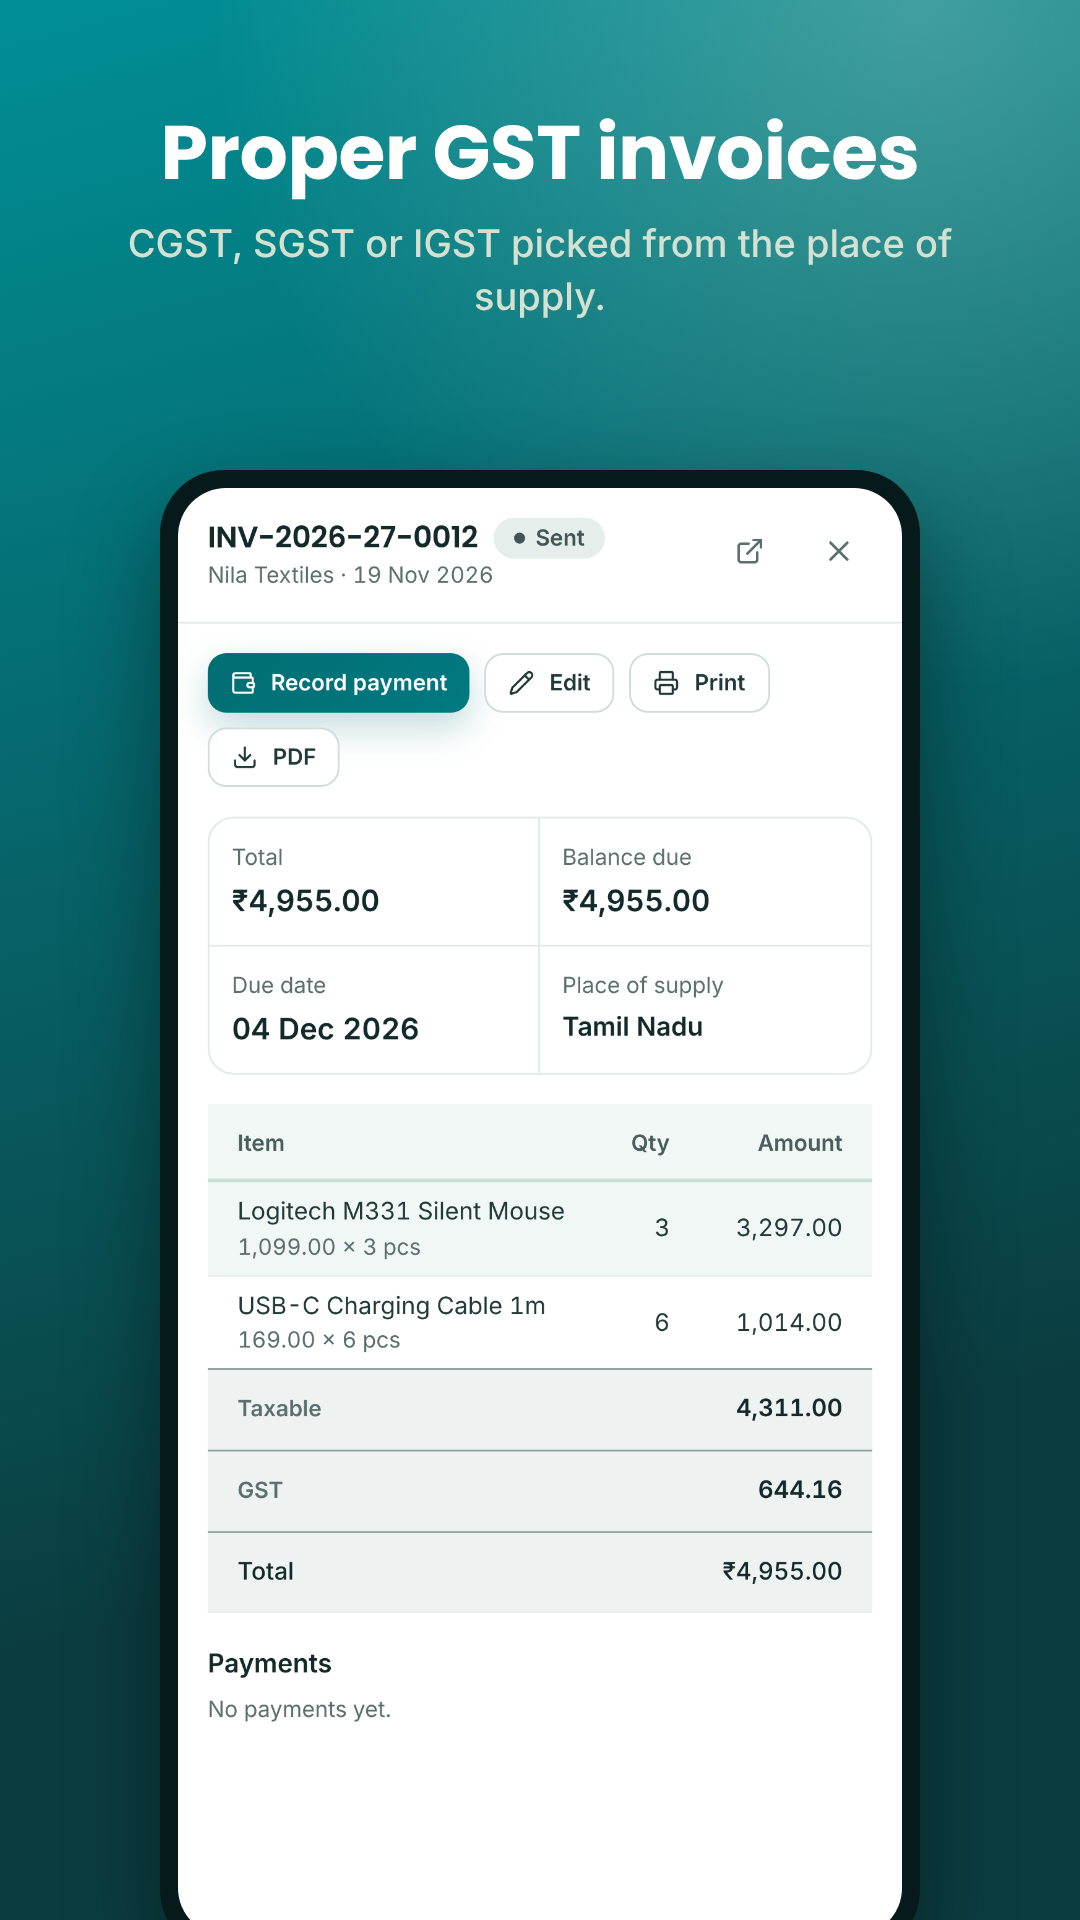 Proper GST invoices
CGST, SGST or IGST picked from the place of
supply.
INV-2026-27-0012
Sent
Nila Textiles · 19 Nov 2026
Record payment
Edit
Print
PDF
Total
Balance due
₹4,955.00
₹4,955.00
Due date
Place of supply
04 Dec 2026
Tamil Nadu
Item Qty Amount
Logitech M331 Silent Mouse
1,099.00 × 3 pcs
3
3,297.00
USB-C Charging Cable 1m
169.00 × 6 pcs
6
1,014.00
Taxable 4,311.00
GST 644.16
Total ₹4,955.00
Payments
No payments yet.